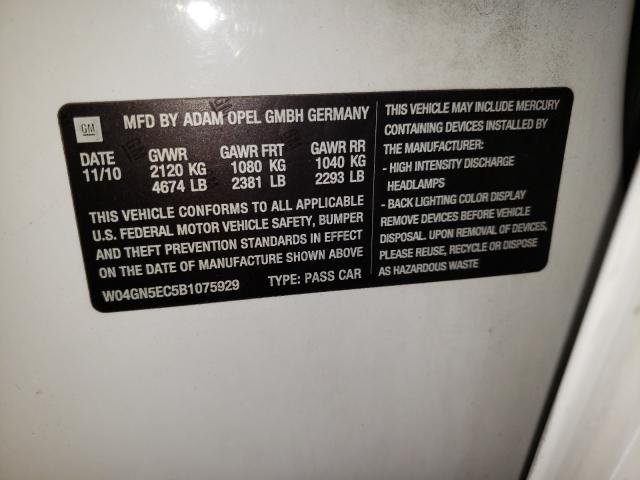 GM
MFD BY ADAM OPEL GMBH GERMANY
DATE GVWR GAWR FRT GAWR RR
11/10 2120 KG 1080 KG 1040 KG
4674 LB 2381 LB 2293 LB
THIS VEHICLE CONFORMS TO ALL APPLICABLE
U.S. FEDERAL MOTOR VEHICLE SAFETY, BUMPER
AND THEFT PREVENTION STANDARDS IN EFFECT
ON THE DATE OF MANUFACTURE SHOWN ABOVE
W04GN5EC5B1075929 TYPE: PASS CAR
THIS VEHICLE MAY INCLUDE MERCURY
CONTAINING DEVICES INSTALLED BY
THE MANUFACTURER:
- HIGH INTENSITY DISCHARGE
HEADLAMPS
- BACK LIGHTING COLOR DISPLAY
REMOVE DEVICES BEFORE VEHICLE
DISPOSAL. UPON REMOVAL OF DEVICES,
PLEASE REUSE, RECYCLE OR DISPOSE
AS HAZARDOUS WASTE